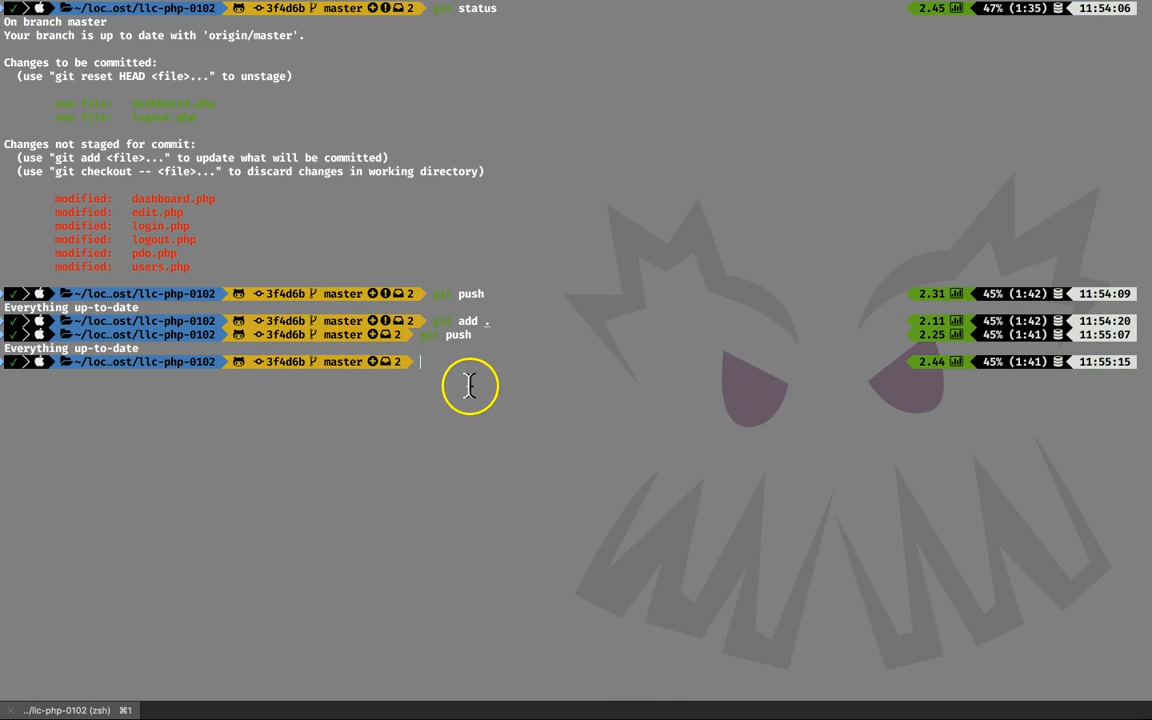 ~/loc…ost/llc-php-0102 3f4d6b master 2 git status 2.45 47% (1:35) 11:54:06
On branch master
Your branch is up to date with 'origin/master'.
Changes to be committed:
(use "git reset HEAD <file>..." to unstage)
new file: dashboard.php
new file: logout.php
Changes not staged for commit:
(use "git add <file>..." to update what will be committed)
(use "git checkout -- <file>..." to discard changes in working directory)
modified: dashboard.php
modified: edit.php
modified: login.php
modified: logout.php
modified: pdo.php
modified: users.php
✓ ~/loc…ost/llc-php-0102 3f4d6b master 2 git push 2.31 45% (1:42) 11:54:09
Everything up-to-date
✓ ~/loc…ost/llc-php-0102 3f4d6b master 2 git add . 2.11 45% (1:42) 11:54:20
✓ ~/loc…ost/llc-php-0102 3f4d6b master 2 git push 2.25 45% (1:41) 11:55:07
Everything up-to-date
✓ ~/loc…ost/llc-php-0102 3f4d6b master 2 2.44 45% (1:41) 11:55:15
../llc-php-0102 (zsh) ⌘1